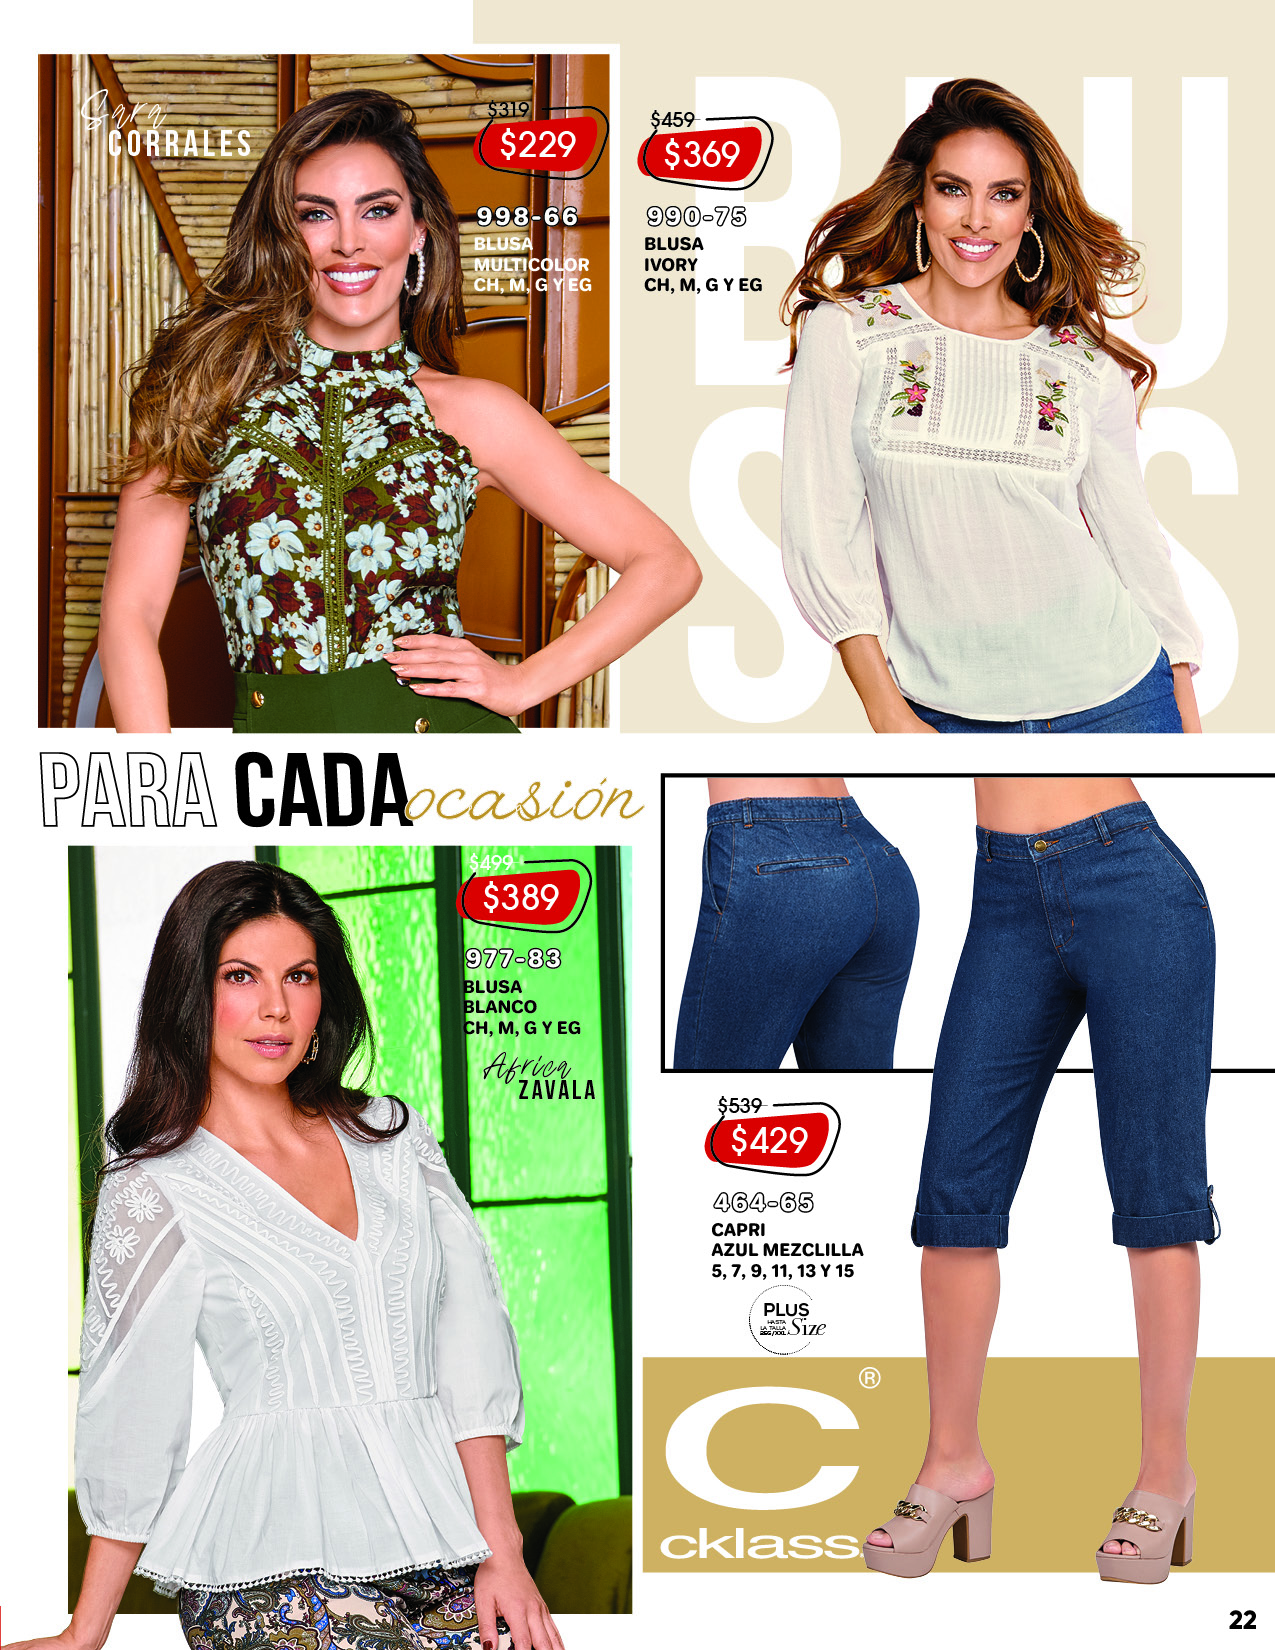 Sara
CORRALES
$319
$229
998-66
BLUSA
MULTICOLOR
CH, M, G Y EG
$459
$369
990-75
BLUSA
IVORY
CH, M, G Y EG
BLU
SAS
PARA CADA ocasión
$499
$389
977-83
BLUSA
BLANCO
CH, M, G Y EG
Africa
ZAVALA
$539
$429
464-65
CAPRI
AZUL MEZCLILLA
5, 7, 9, 11, 13 Y 15
PLUS
HASTA
LA TALLA
Size
C®
cklass
22